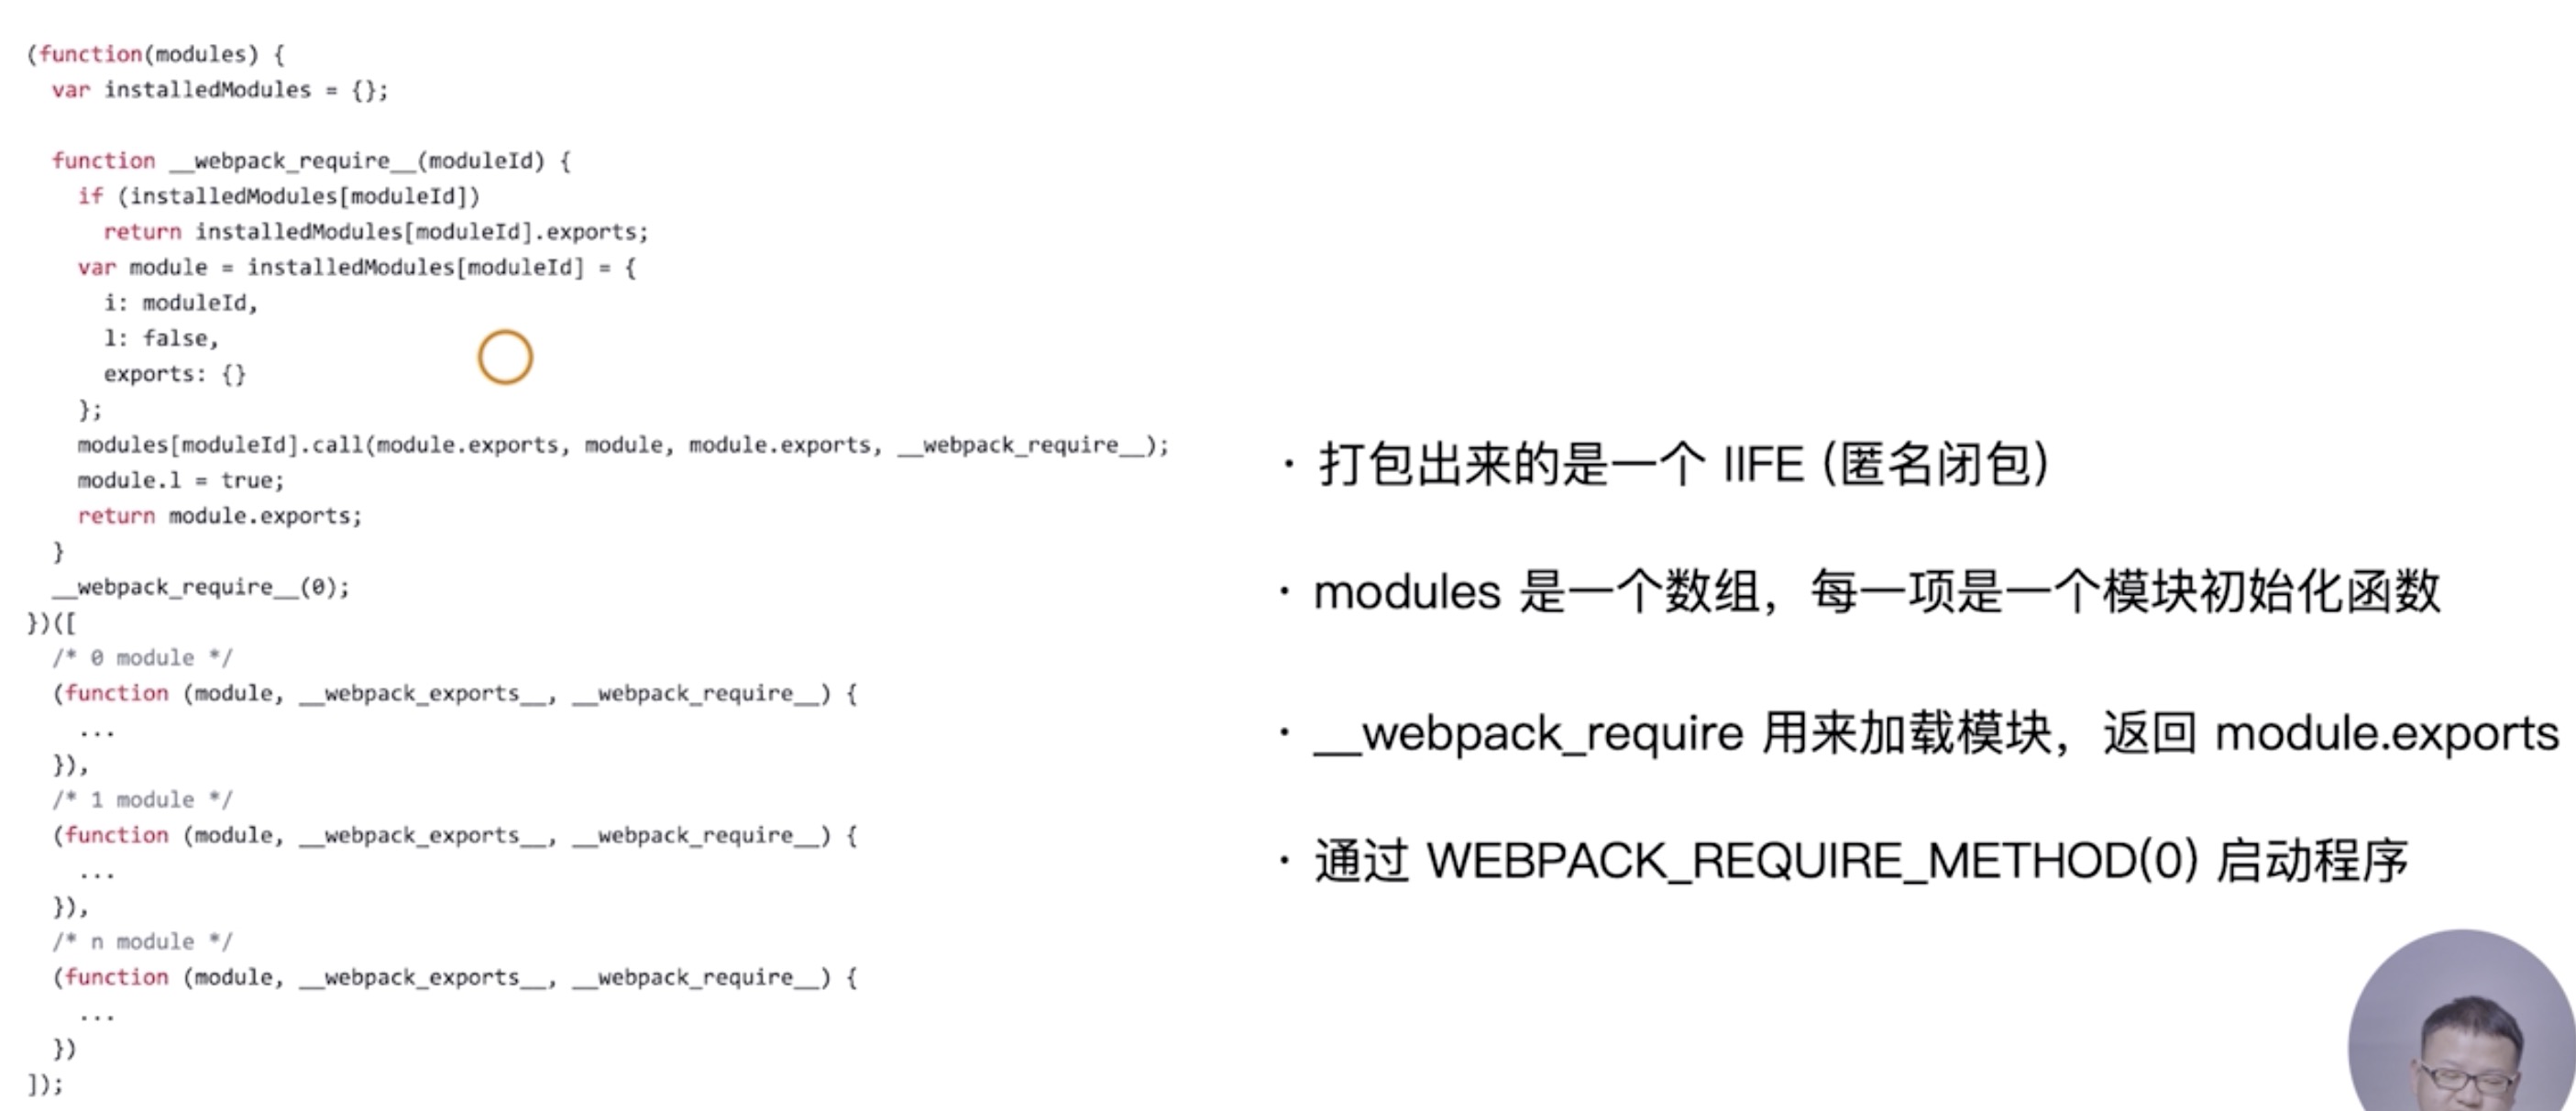 (function(modules) {
  var installedModules = {};

  function __webpack_require__(moduleId) {
    if (installedModules[moduleId])
      return installedModules[moduleId].exports;
    var module = installedModules[moduleId] = {
      i: moduleId,
      l: false,
      exports: {}
    };
    modules[moduleId].call(module.exports, module, module.exports, __webpack_require__);
    module.l = true;
    return module.exports;
  }
  __webpack_require__(0);
})([
  /* 0 module */
  (function (module, __webpack_exports__, __webpack_require__) {
    ...
  }),
  /* 1 module */
  (function (module, __webpack_exports__, __webpack_require__) {
    ...
  }),
  /* n module */
  (function (module, __webpack_exports__, __webpack_require__) {
    ...
  })
]);
· 打包出来的是一个 IIFE (匿名闭包)
· modules 是一个数组，每一项是一个模块初始化函数
· __webpack_require 用来加载模块，返回 module.exports
· 通过 WEBPACK_REQUIRE_METHOD(0) 启动程序